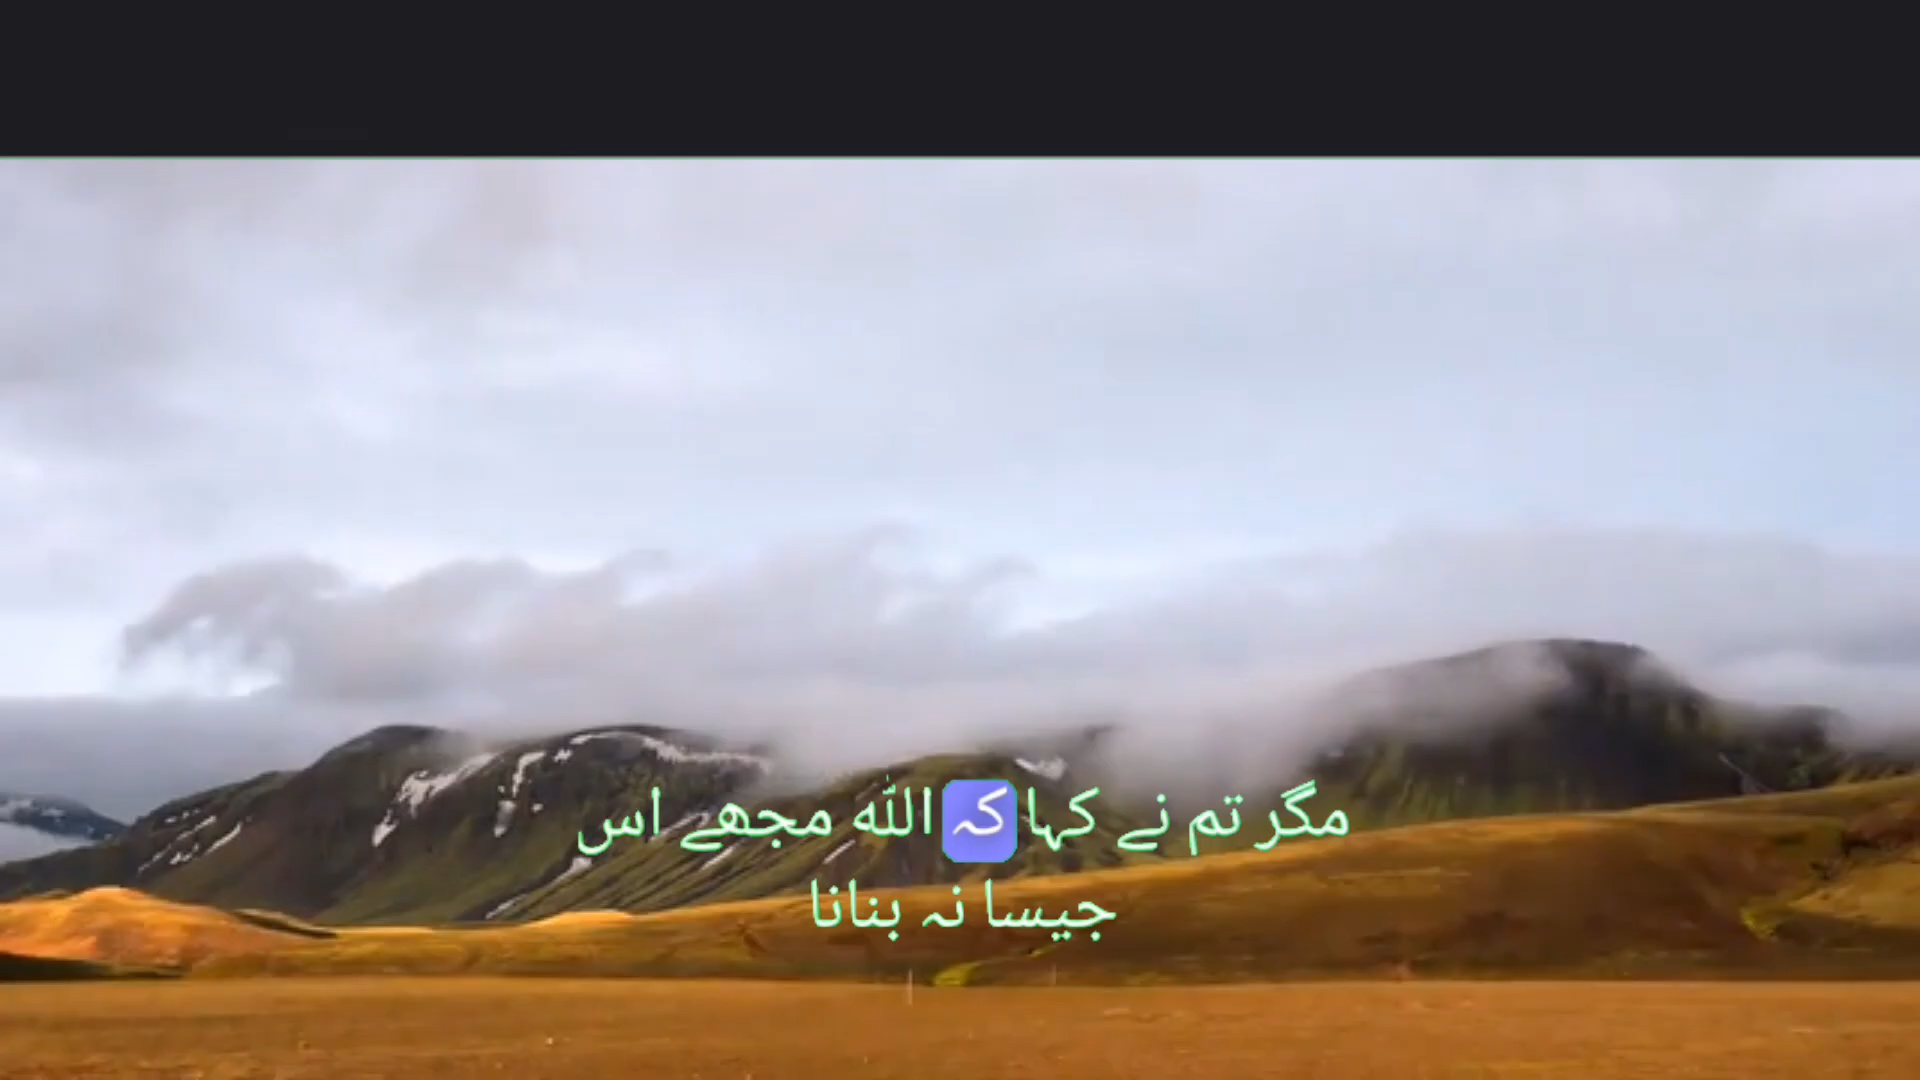 مگر تم نے کہا کہ اللہ مجھے اس
جیسا نہ بنانا